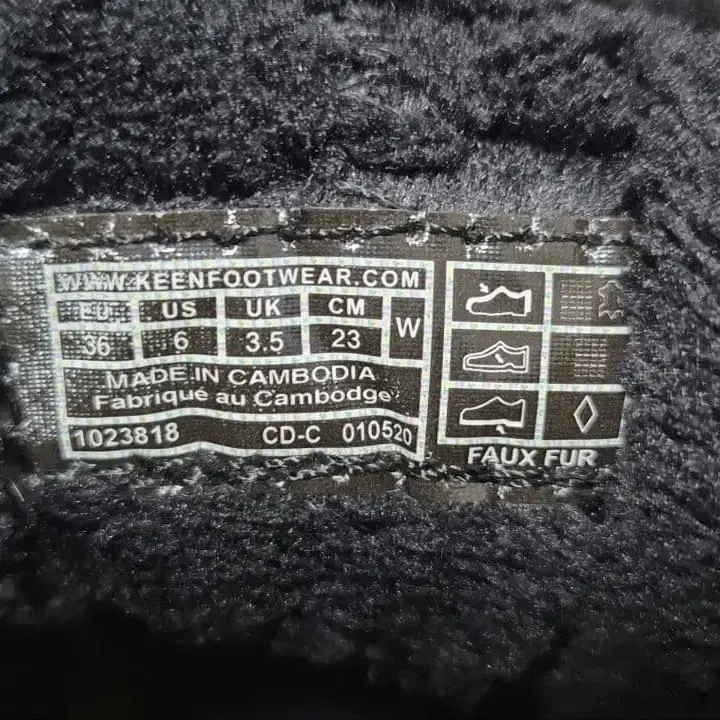 WWW.KEENFOOTWEAR.COM
EU US UK CM W
36 6 3.5 23
MADE IN CAMBODIA
Fabriqué au Cambodge
1023818 CD-C 010520
FAUX FUR